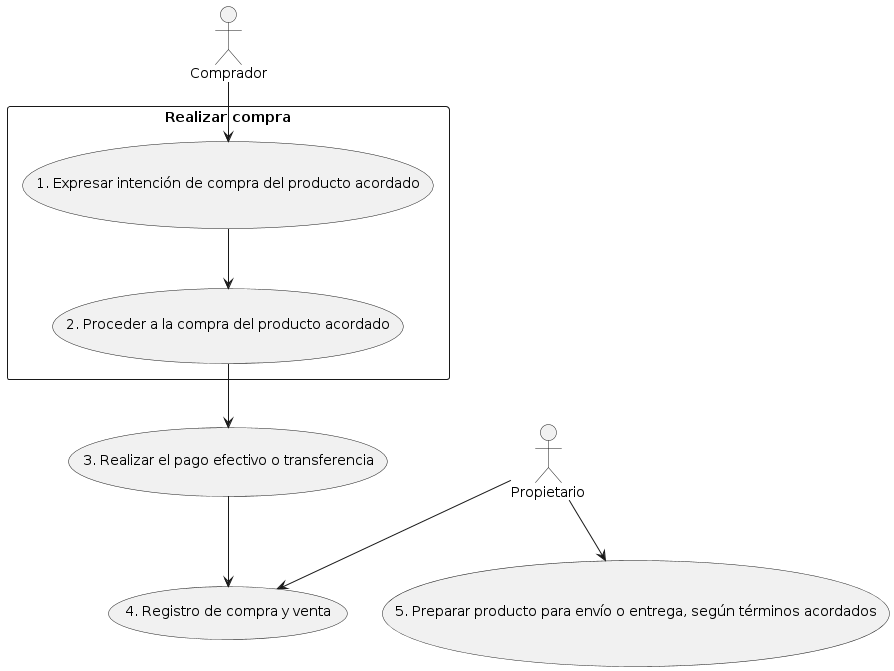 Comprador
Realizar compra
1. Expresar intención de compra del producto acordado
2. Proceder a la compra del producto acordado
3. Realizar el pago efectivo o transferencia
Propietario
4. Registro de compra y venta
5. Preparar producto para envío o entrega, según términos acordados